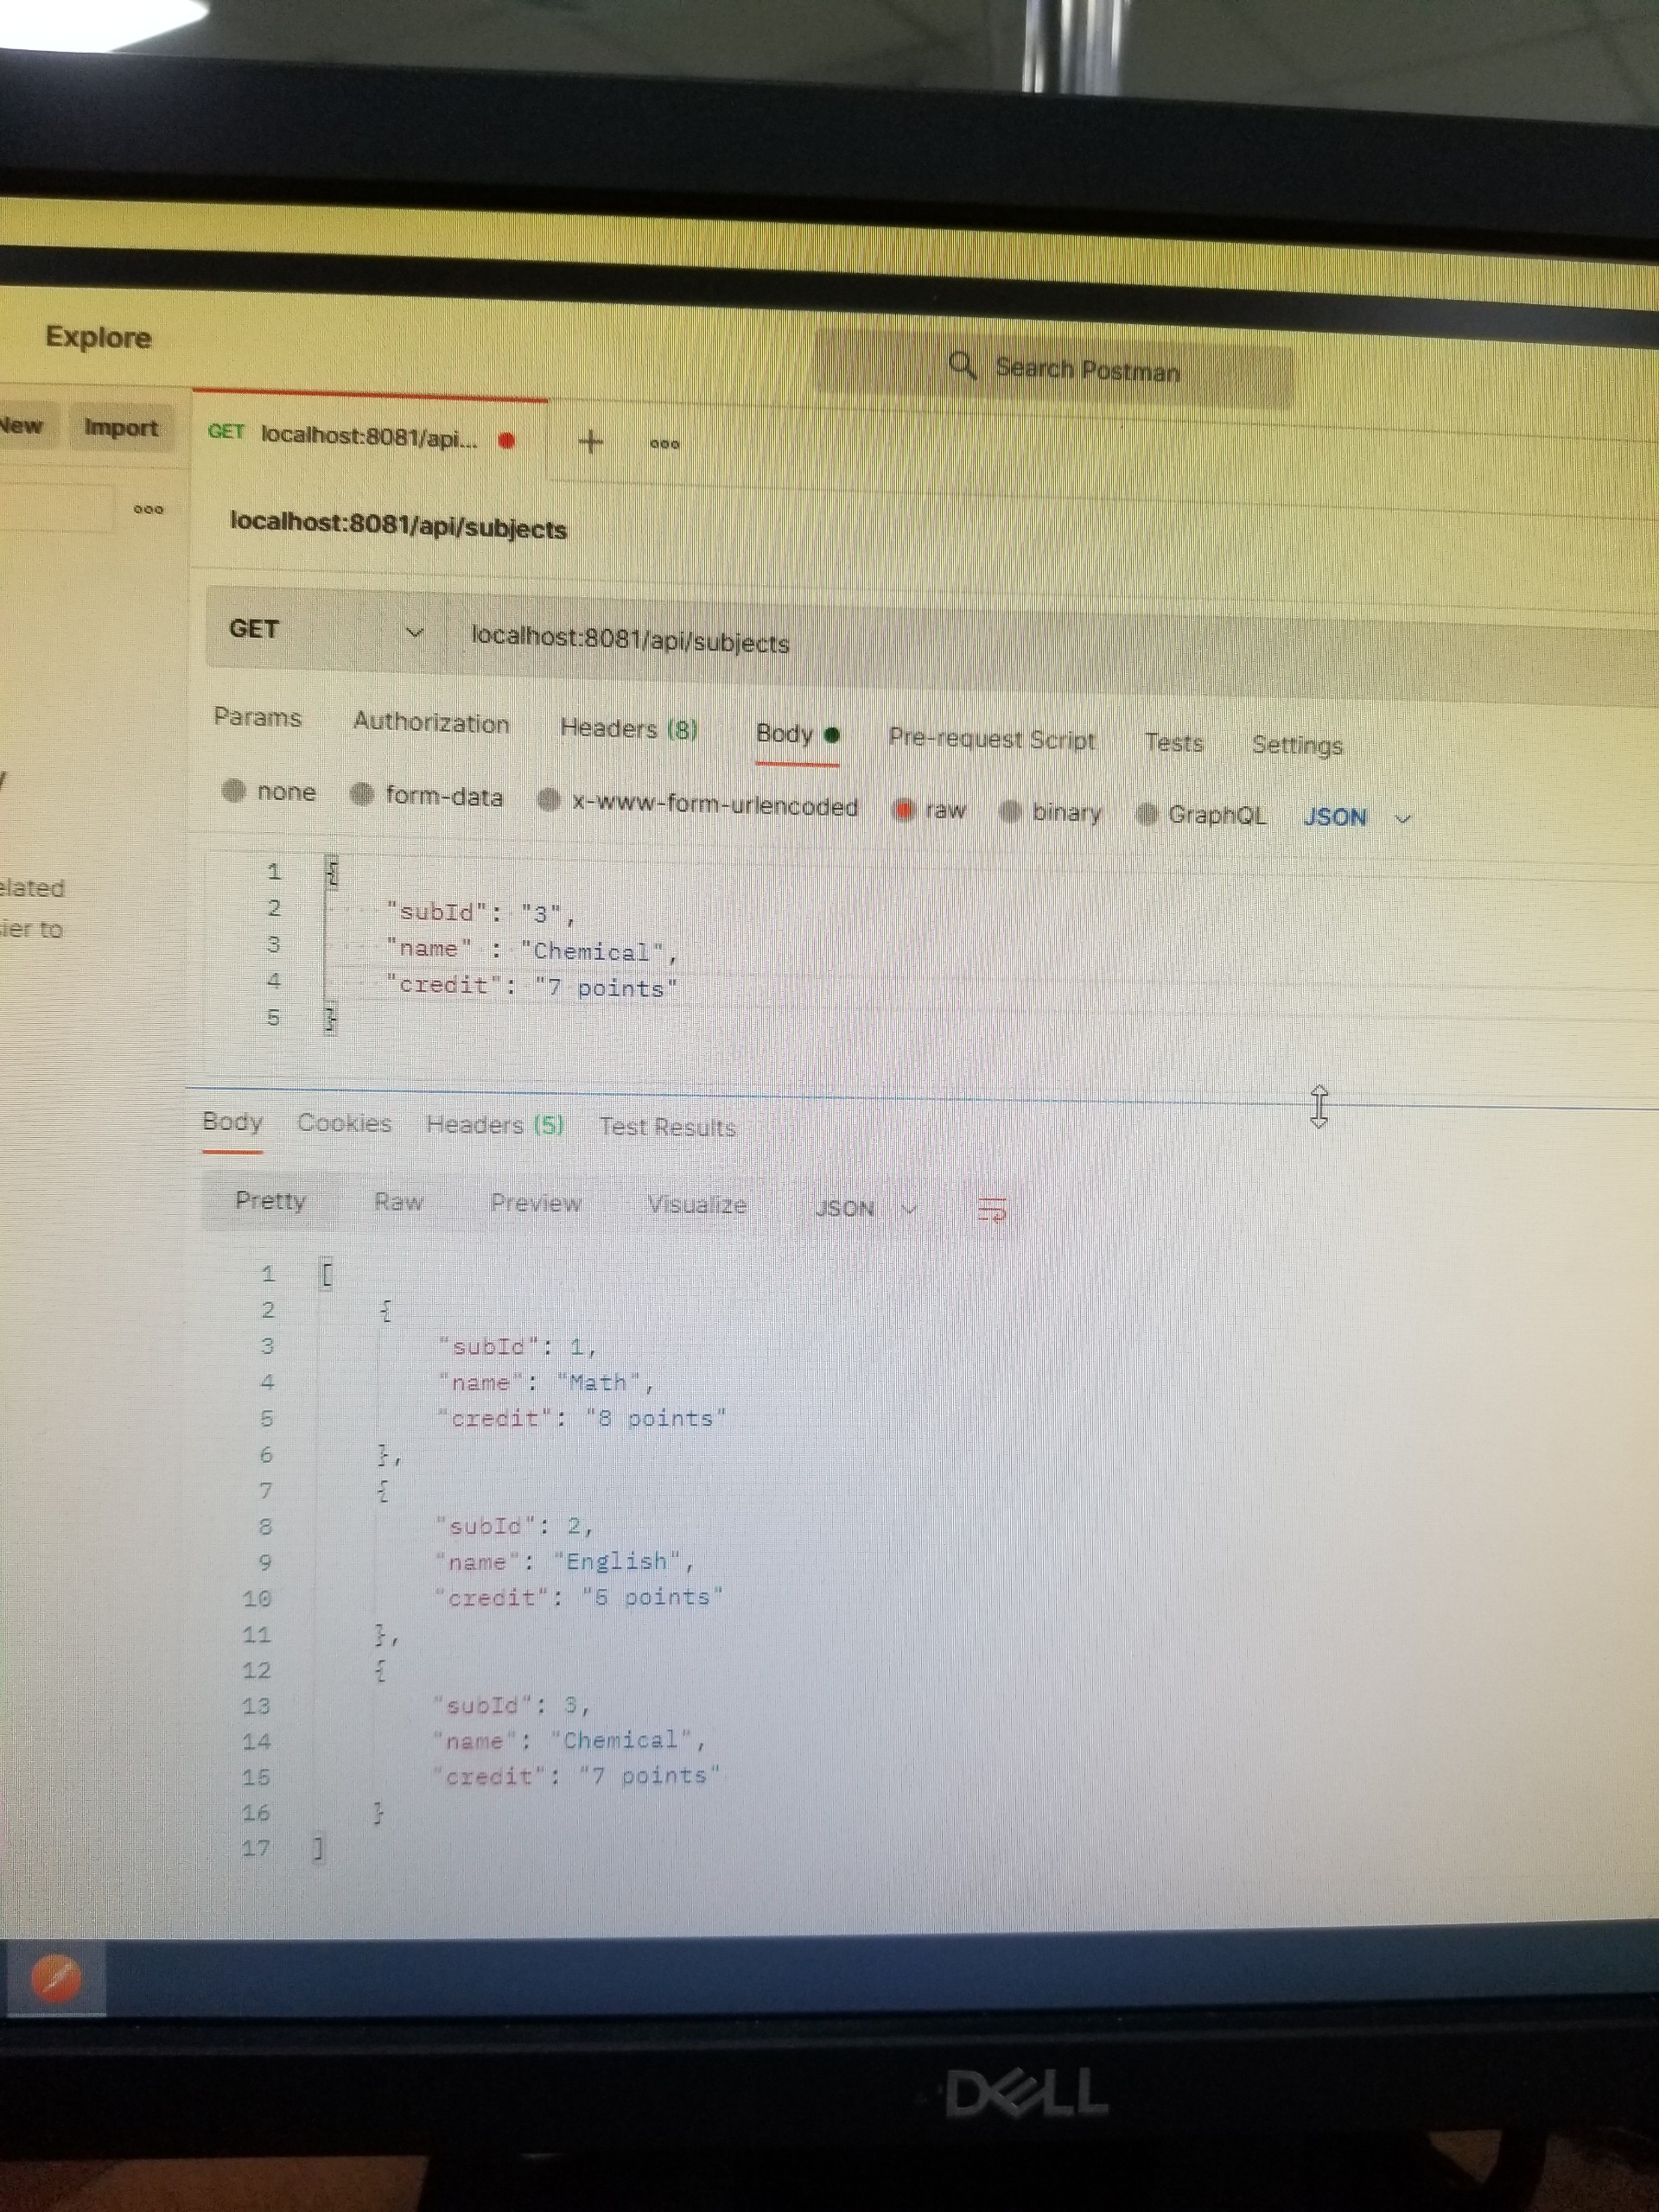 Explore
Search Postman
New Import
GET localhost:8081/api...
localhost:8081/api/subjects
GET localhost:8081/api/subjects
Params Authorization Headers (8) Body Pre-request Script Tests Settings
none form-data x-www-form-urlencoded raw binary GraphQL JSON
elated
ier to
1 {
2 "subId": "3",
3 "name" : "Chemical",
4 "credit": "7 points"
5 }
Body Cookies Headers (5) Test Results
Pretty Raw Preview Visualize JSON
1 [
2 {
3 "subId": 1,
4 "name": "Math",
5 "credit": "8 points"
6 },
7 {
8 "subId": 2,
9 "name": "English",
10 "credit": "5 points"
11 },
12 {
13 "subId": 3,
14 "name": "Chemical",
15 "credit": "7 points"
16 }
17 ]
DELL